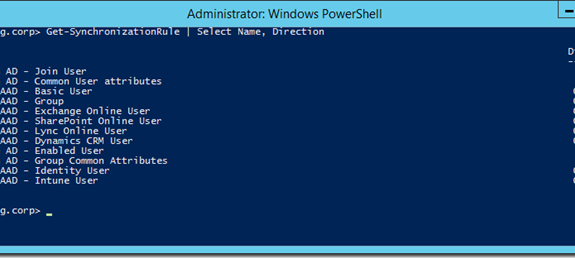 Administrator: Windows PowerShell
g.corp> Get-SynchronizationRule | Select Name, Direction
AD - Join User
AD - Common User attributes
AAD - Basic User
AAD - Group
AAD - Exchange Online User
AAD - SharePoint Online User
AAD - Lync Online User
AAD - Dynamics CRM User
AD - Enabled User
AD - Group Common Attributes
AAD - Identity User
AAD - Intune User
g.corp>